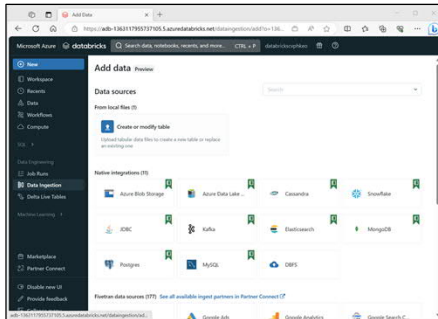 Add Data
https://adb-1363117955737105.5.azuredatabricks.net/dataingestion/add?o=136...
Microsoft Azure
databricks
Search data, notebooks, recents, and more...
CTRL + P
New
Workspace
Recents
Data
Workflows
Compute
SQL
Data Engineering
Job Runs
Data Ingestion
Delta Live Tables
Machine Learning
Marketplace
Partner Connect
Disable new UI
Provide feedback
Add data Preview
Data sources
Search
From local files (1)
Create or modify table
Upload tabular data files to create a new table or replace
an existing one
Native integrations (11)
Azure Blob Storage
Azure Data Lake ...
Cassandra
Snowflake
JDBC
Kafka
Elasticsearch
MongoDB
Postgres
MySQL
DBFS
Fivetran data sources (177) See all available ingest partners in Partner Connect
Google Ads
Google Analytics
Google Search C...